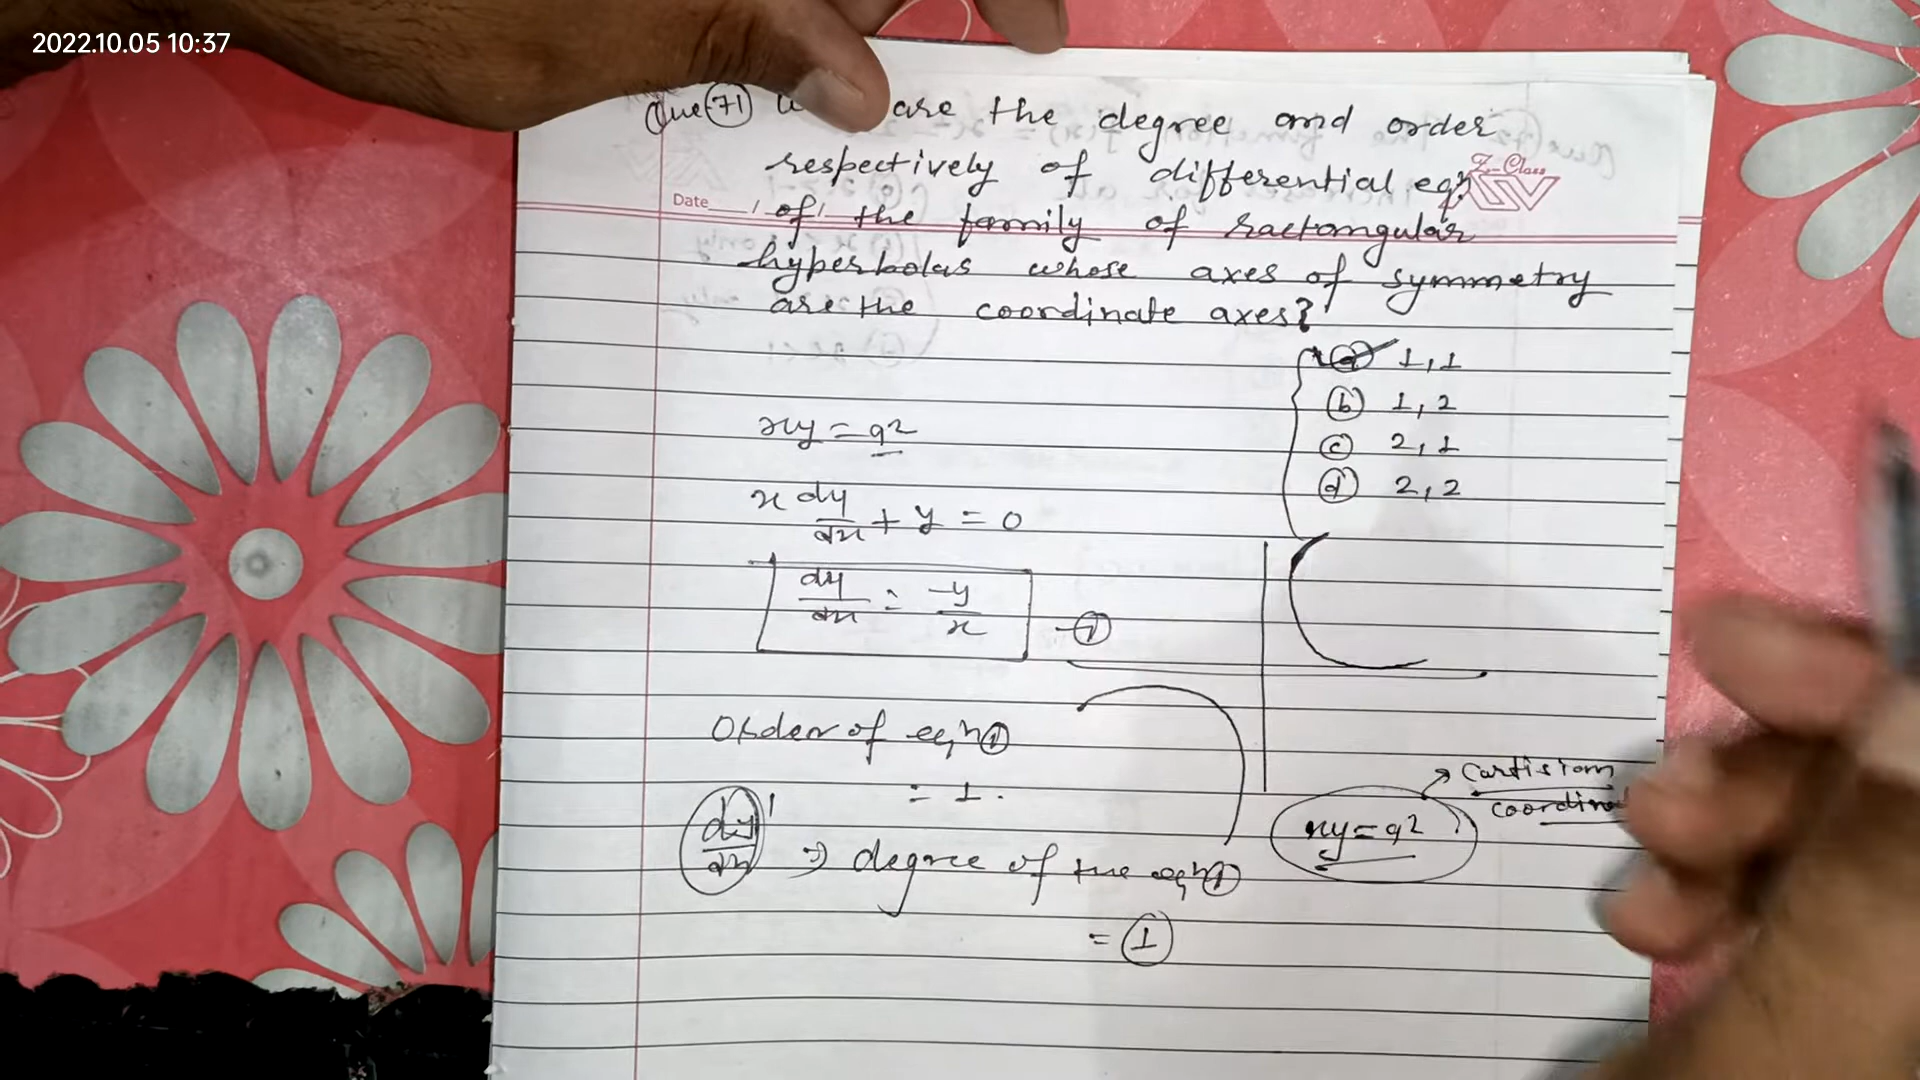 2022.10.05 10:37
Que 71 are the degree and order
respectively of differential eqn
Z-Class
Date
of the family of ractangular
hyperbolas whose axes of symmetry
are the coordinate axes?
(a) 1, 1
(b) 1, 2
(c) 2, 1
(d) 2, 2
xy = a²
x dy/dx + y = 0
dy/dx = -y/x — ①
Order of eqn ①
= 1.
(dy/dx)¹ ⇒ degree of the eqn ①
= ①
xy = a²
→ Cartisian